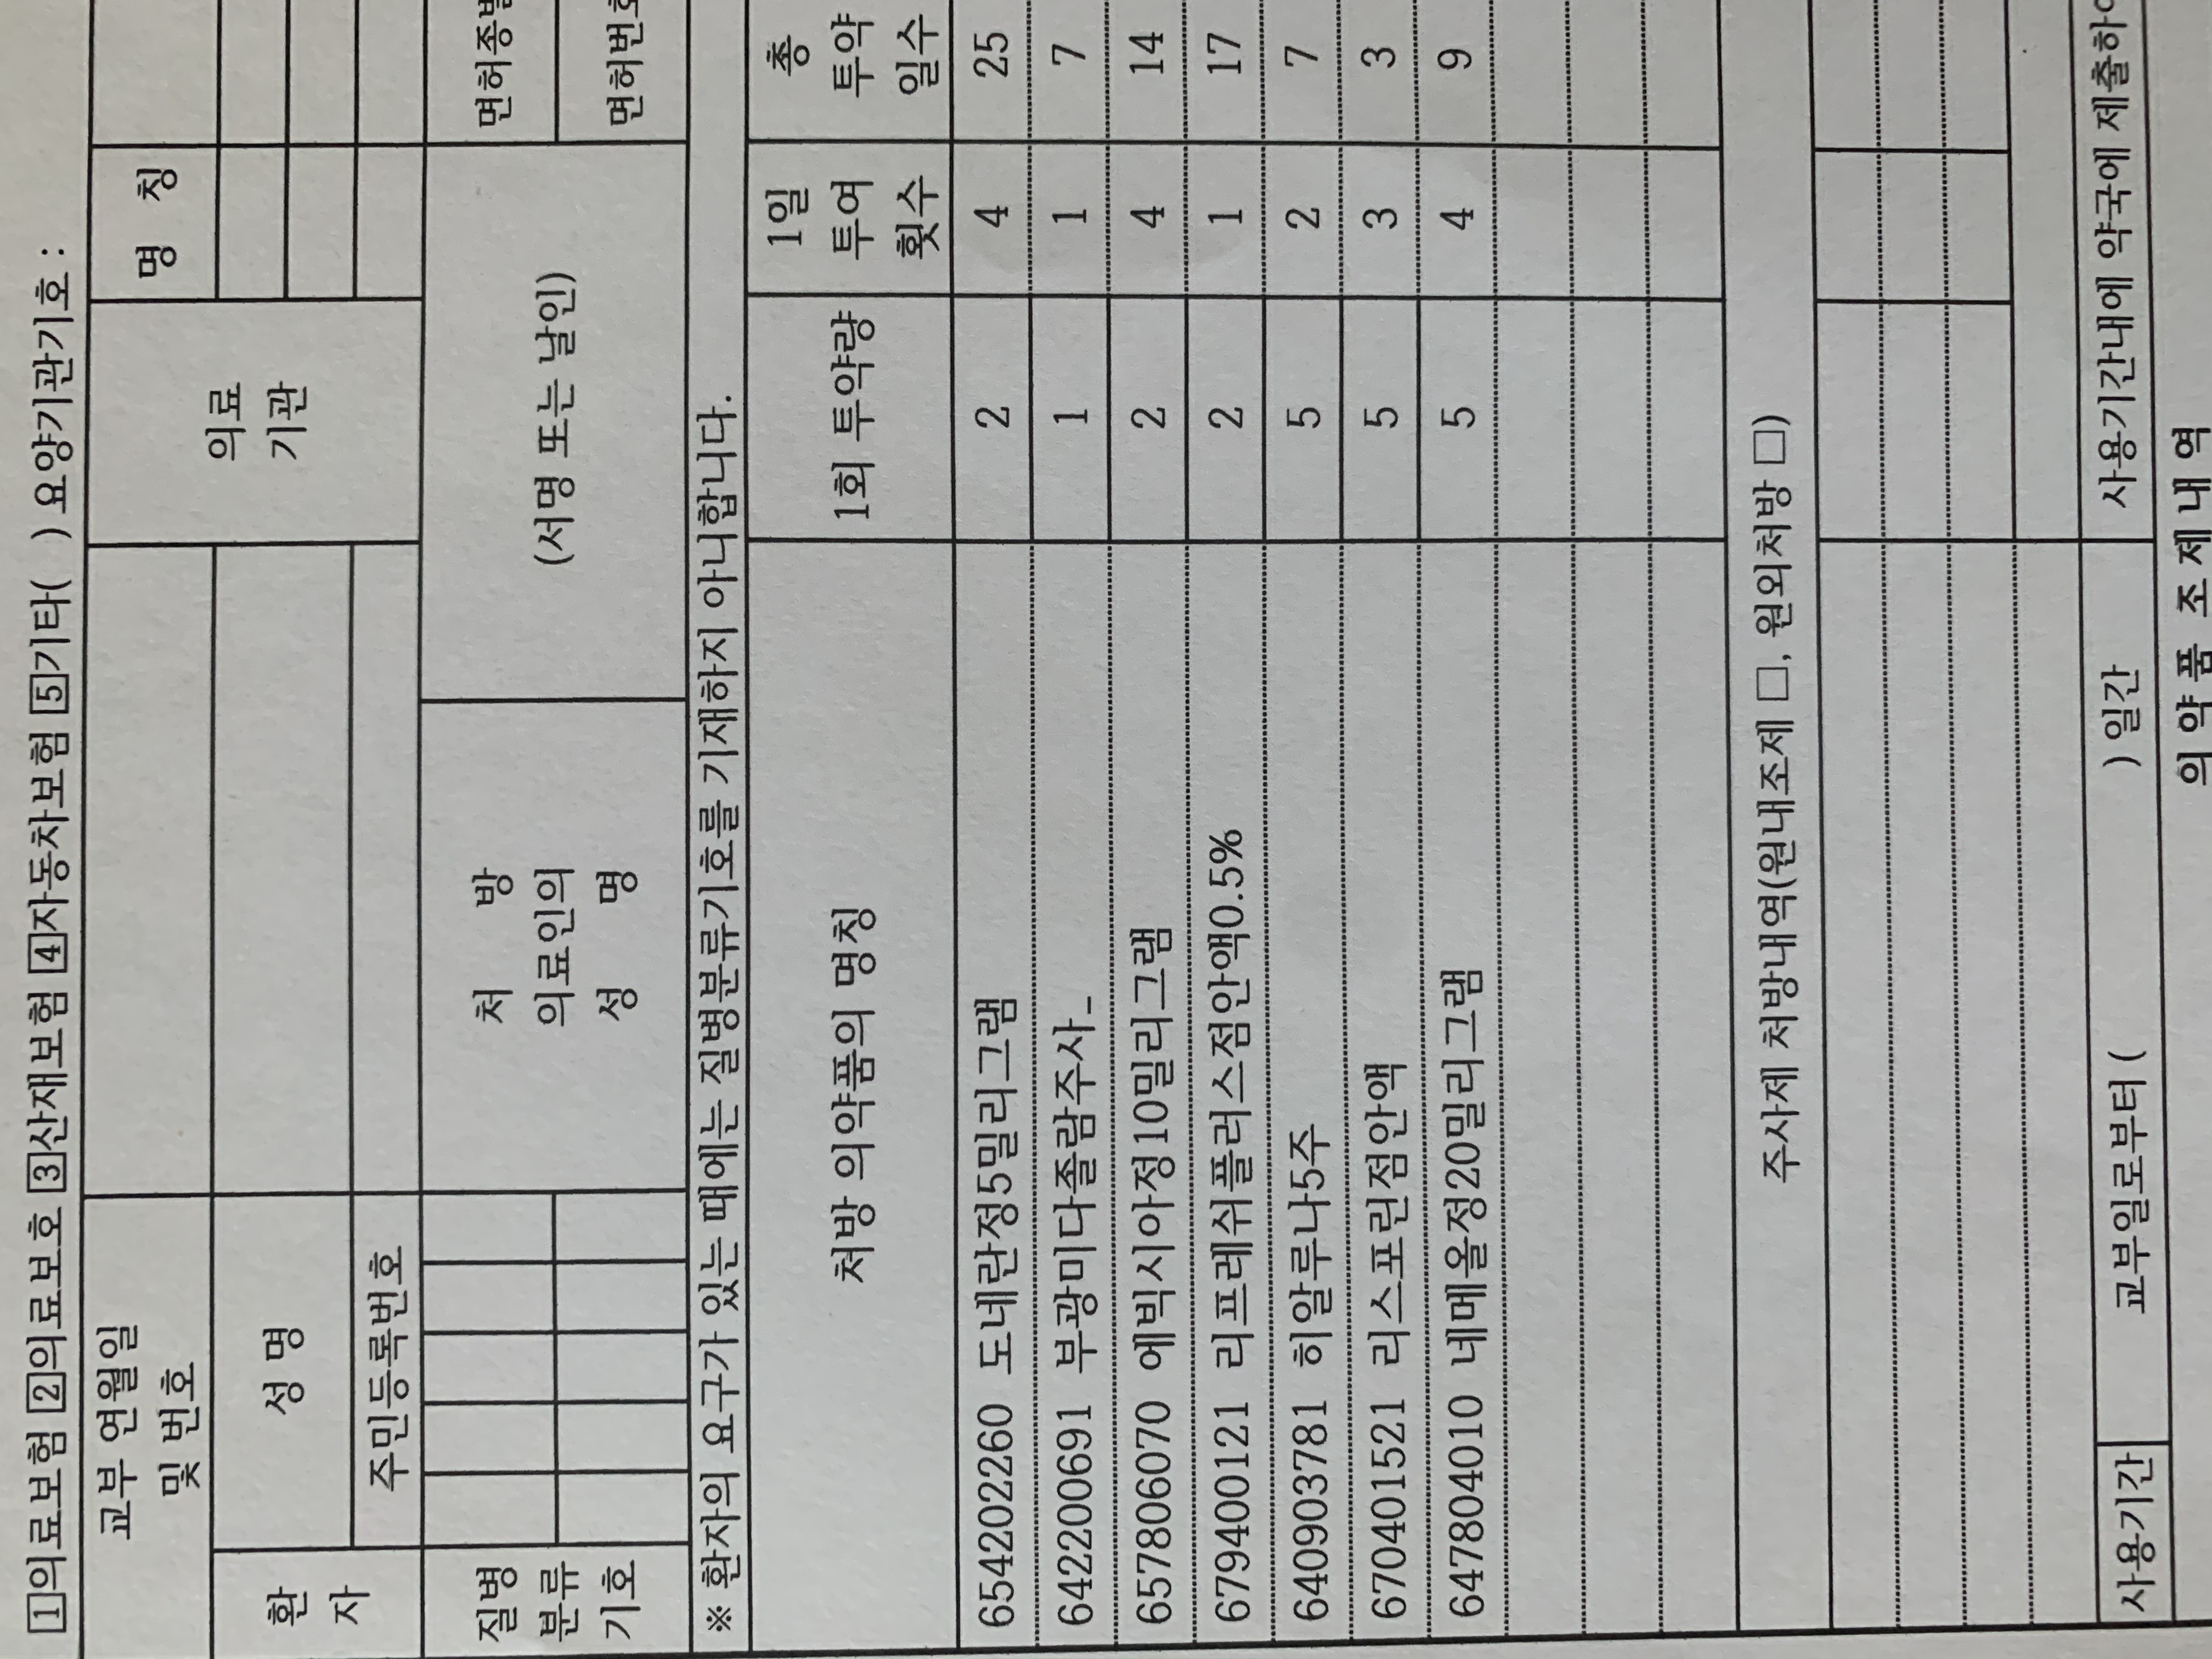 1의료보험 2의료보호 3산재보험 4자동차보험 5기타( ) 요양기관기호 :
교부 연월일
및 번호
환
자
성 명
주민등록번호
의료
기관
명 칭
질병
분류
기호
처 방
의료인의
성 명
(서명 또는 날인)
면허종별
면허번호
※ 환자의 요구가 있는 때에는 질병분류기호를 기재하지 아니합니다.
처방 의약품의 명칭
1회 투약량
1일
투여
횟수
총
투약
일수
654202260 도네란정5밀리그램 2 4 25
642200691 부광미다졸람주사_ 1 1 7
657806070 에빅시아정10밀리그램 2 4 14
679400121 리프레쉬플러스점안액0.5% 2 1 17
640903781 히알루나5주 5 2 7
670401521 리스포린점안액 5 3 3
647804010 네메올정20밀리그램 5 4 9
주사제 처방내역(원내조제 □, 원외처방 □)
사용기간
교부일로부터 ( ) 일간
사용기간내에 약국에 제출하
의 약 품 조 제 내 역